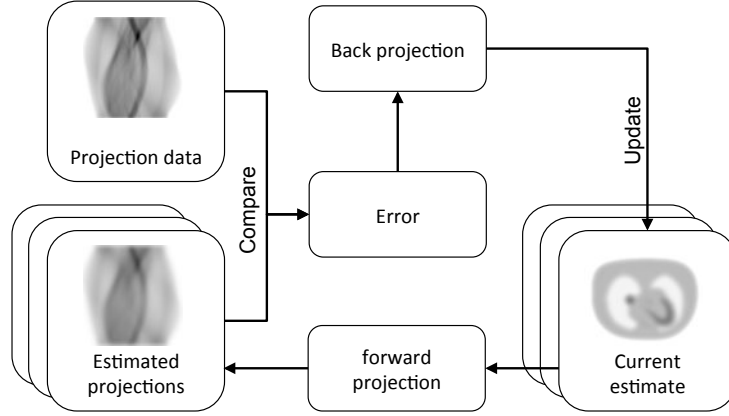 Back projection
Projection data
Compare
Error
Update
Estimated
projections
forward
projection
Current
estimate